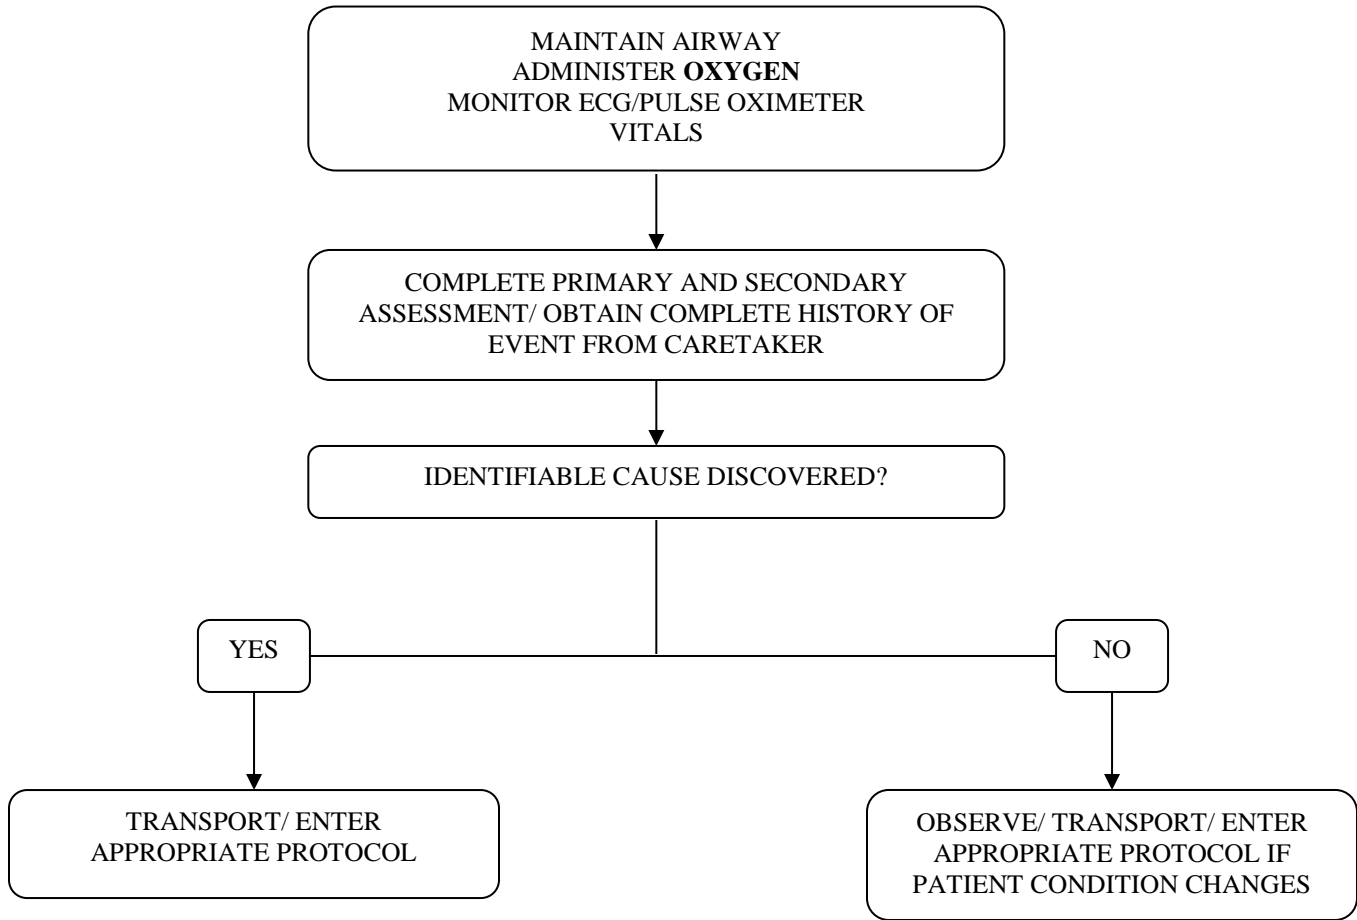 MAINTAIN AIRWAY
ADMINISTER OXYGEN
MONITOR ECG/PULSE OXIMETER
VITALS
COMPLETE PRIMARY AND SECONDARY
ASSESSMENT/ OBTAIN COMPLETE HISTORY OF
EVENT FROM CARETAKER
IDENTIFIABLE CAUSE DISCOVERED?
YES
NO
TRANSPORT/ ENTER
APPROPRIATE PROTOCOL
OBSERVE/ TRANSPORT/ ENTER
APPROPRIATE PROTOCOL IF
PATIENT CONDITION CHANGES